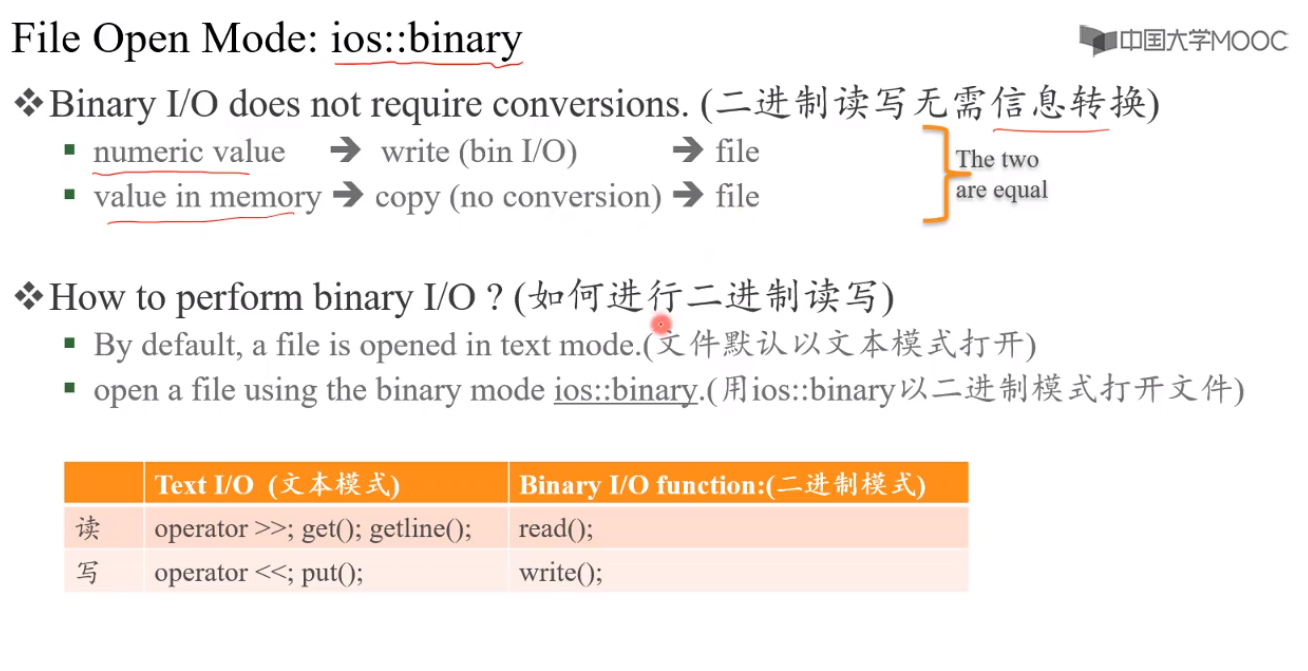 File Open Mode: ios::binary
中国大学MOOC
❖Binary I/O does not require conversions. (二进制读写无需信息转换)
▪ numeric value ➔ write (bin I/O) ➔ file
▪ value in memory ➔ copy (no conversion) ➔ file
The two
are equal
❖How to perform binary I/O ? (如何进行二进制读写)
▪ By default, a file is opened in text mode.(文件默认以文本模式打开)
▪ open a file using the binary mode ios::binary.(用ios::binary以二进制模式打开文件)
Text I/O (文本模式) Binary I/O function:(二进制模式)
读 operator >>; get(); getline(); read();
写 operator <<; put(); write();